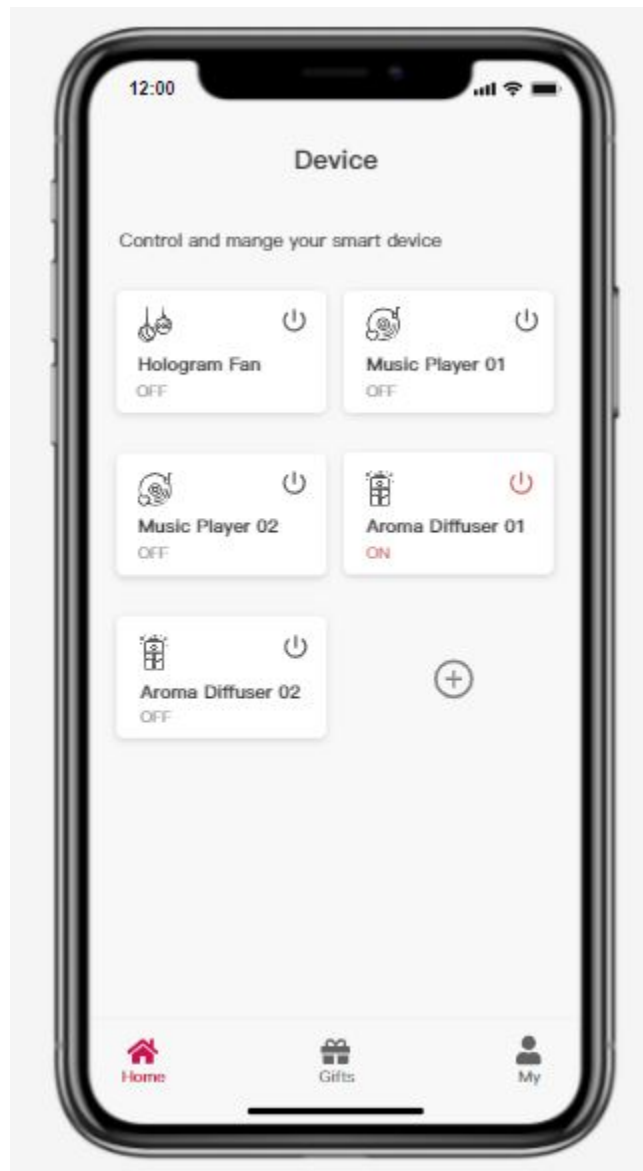 12:00
Device
Control and mange your smart device
Hologram Fan
OFF
Music Player 01
OFF
Music Player 02
OFF
Aroma Diffuser 01
ON
Aroma Diffuser 02
OFF
Home
Gifts
My